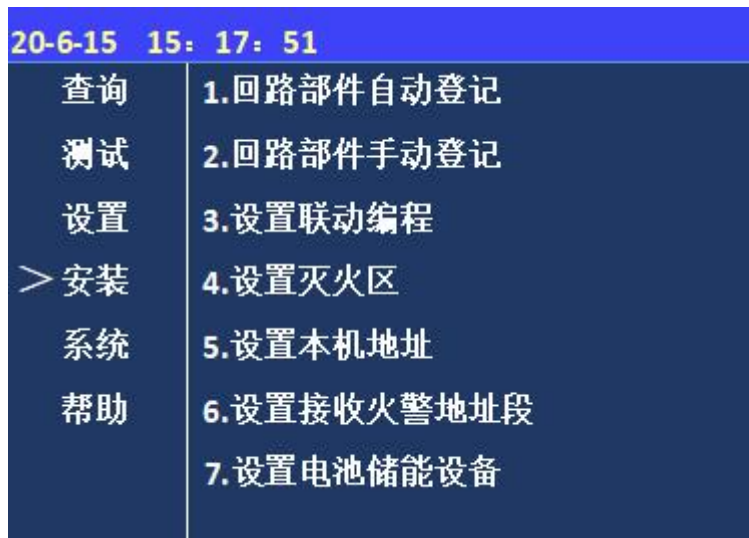 20-6-15 15：17：51
查询
测试
设置
＞安装
系统
帮助
1.回路部件自动登记
2.回路部件手动登记
3.设置联动编程
4.设置灭火区
5.设置本机地址
6.设置接收火警地址段
7.设置电池储能设备